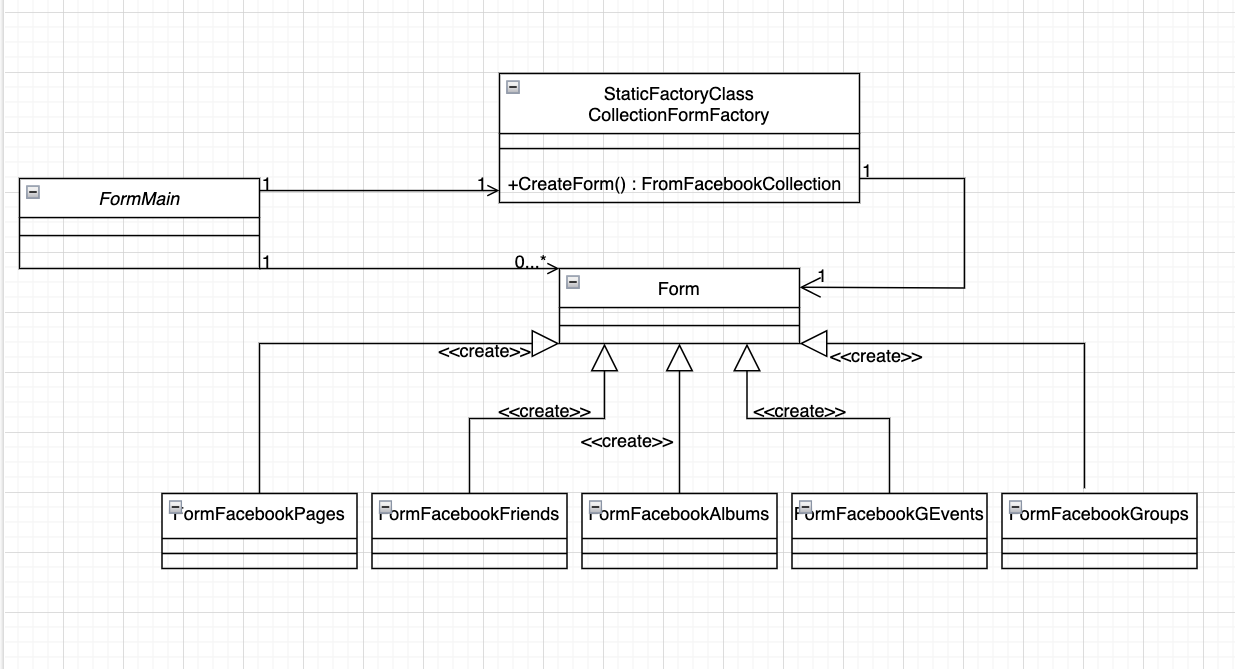 StaticFactoryClass
CollectionFormFactory
+CreateForm() : FromFacebookCollection
1
1
1
FormMain
1
0...*
1
Form
<<create>>
<<create>>
<<create>>
<<create>>
<<create>>
FormFacebookPages
FormFacebookFriends
FormFacebookAlbums
FormFacebookGEvents
FormFacebookGroups